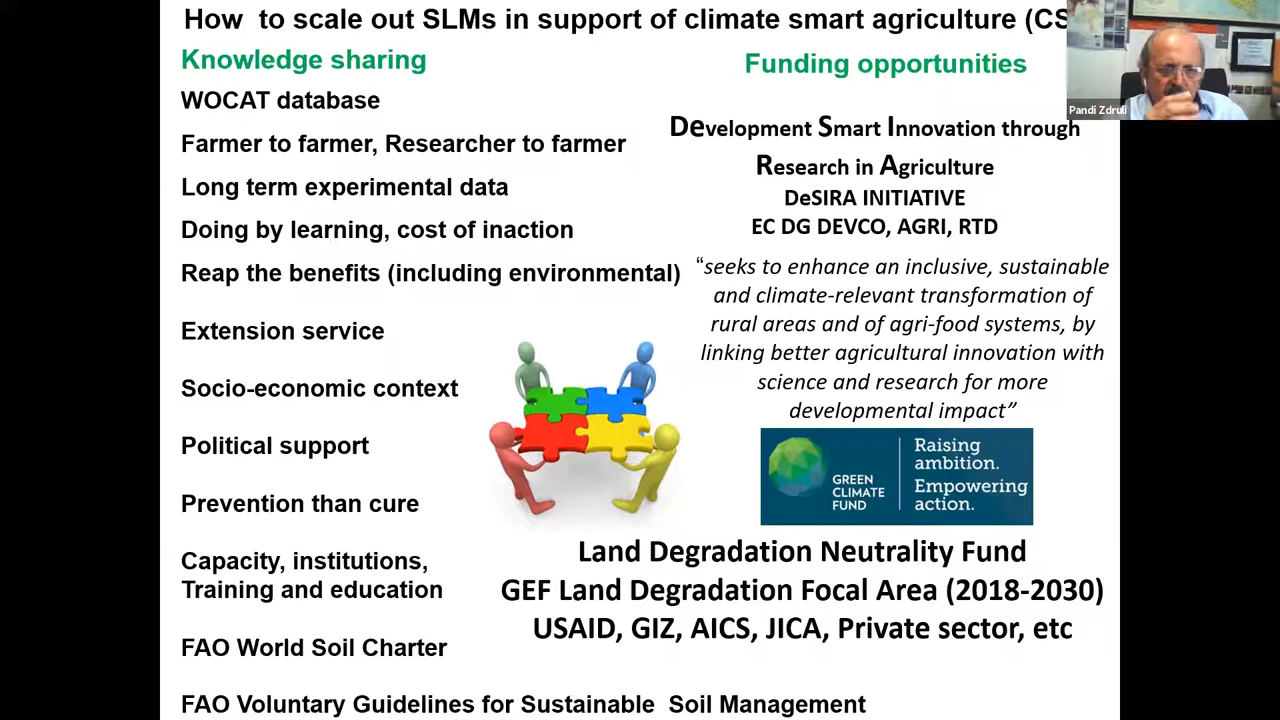 How to scale out SLMs in support of climate smart agriculture (CS
Knowledge sharing
WOCAT database
Farmer to farmer, Researcher to farmer
Long term experimental data
Doing by learning, cost of inaction
Reap the benefits (including environmental)
Extension service
Socio-economic context
Political support
Prevention than cure
Capacity, institutions,
Training and education
FAO World Soil Charter
FAO Voluntary Guidelines for Sustainable Soil Management
Funding opportunities
Development Smart Innovation through
Research in Agriculture
DeSIRA INITIATIVE
EC DG DEVCO, AGRI, RTD
“seeks to enhance an inclusive, sustainable
and climate-relevant transformation of
rural areas and of agri-food systems, by
linking better agricultural innovation with
science and research for more
developmental impact”
GREEN
CLIMATE
FUND
Raising
ambition.
Empowering
action.
Land Degradation Neutrality Fund
GEF Land Degradation Focal Area (2018-2030)
USAID, GIZ, AICS, JICA, Private sector, etc
Pandi Zdruli